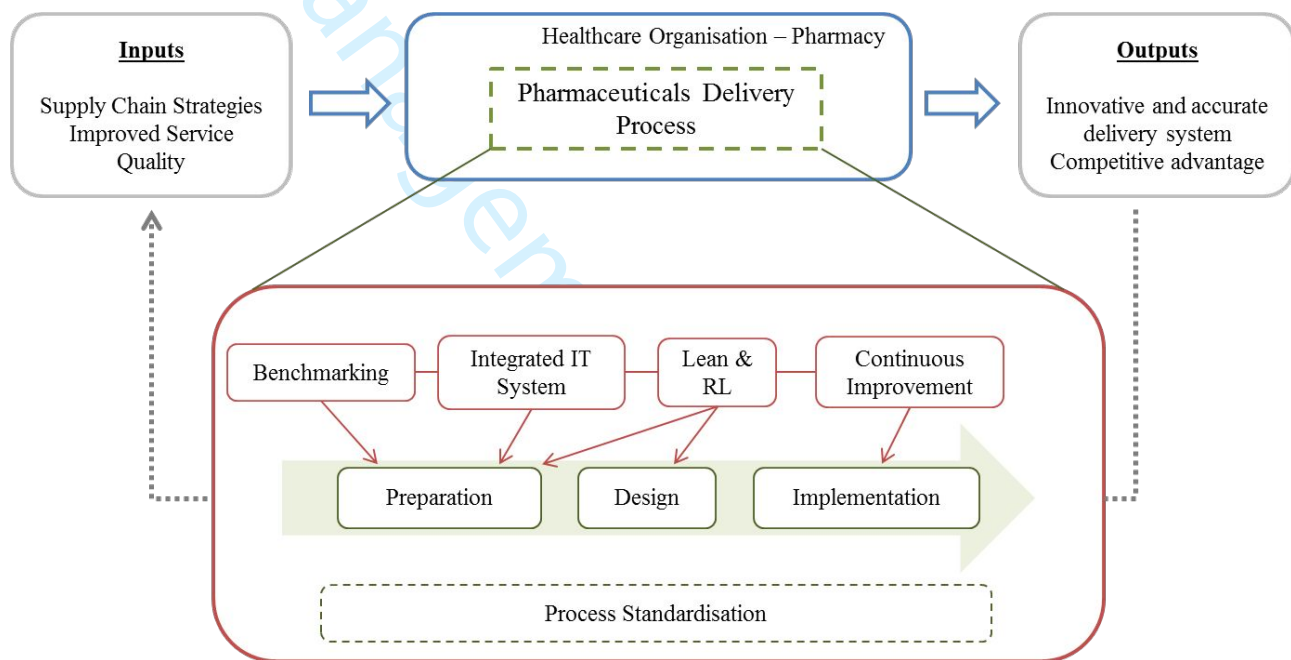 Inputs
Supply Chain Strategies
Improved Service
Quality
Healthcare Organisation – Pharmacy
Pharmaceuticals Delivery
Process
Outputs
Innovative and accurate
delivery system
Competitive advantage
Benchmarking
Integrated IT
System
Lean &
RL
Continuous
Improvement
Preparation
Design
Implementation
Process Standardisation